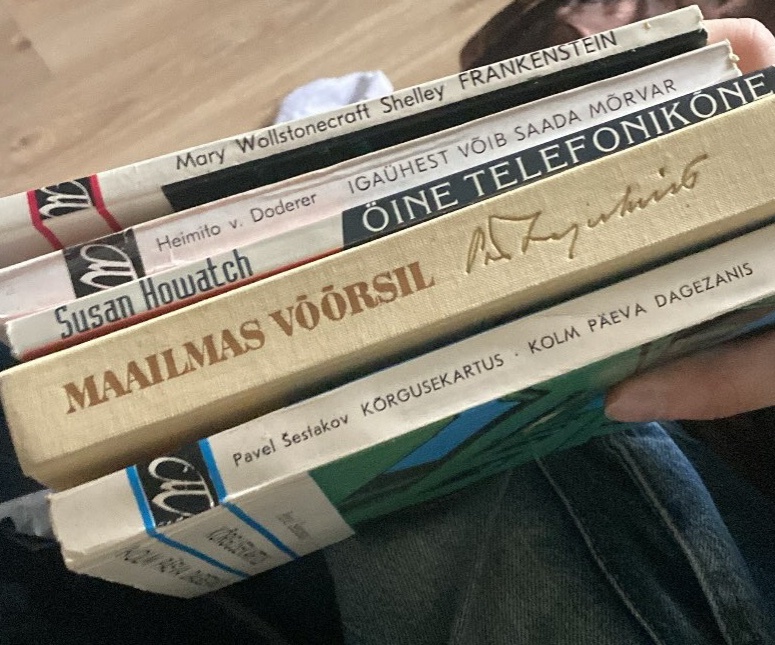 Mary Wollstonecraft Shelley FRANKENSTEIN
Heimito v. Doderer IGAÜHEST VÕIB SAADA MÕRVAR
Susan Howatch ÖINE TELEFONIKÕNE
MAAILMAS VÕÕRSIL
Pavel Šestakov KÕRGUSEKARTUS · KOLM PÄEVA DAGEZANIS